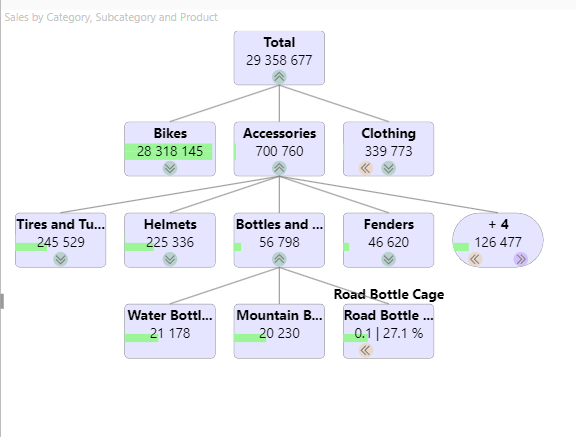 Sales by Category, Subcategory and Product
Total
29 358 677
Bikes
28 318 145
Accessories
700 760
Clothing
339 773
Tires and Tu...
245 529
Helmets
225 336
Bottles and ...
56 798
Fenders
46 620
+ 4
126 477
Road Bottle Cage
Water Bottl...
21 178
Mountain B...
20 230
Road Bottle ...
0.1 | 27.1 %